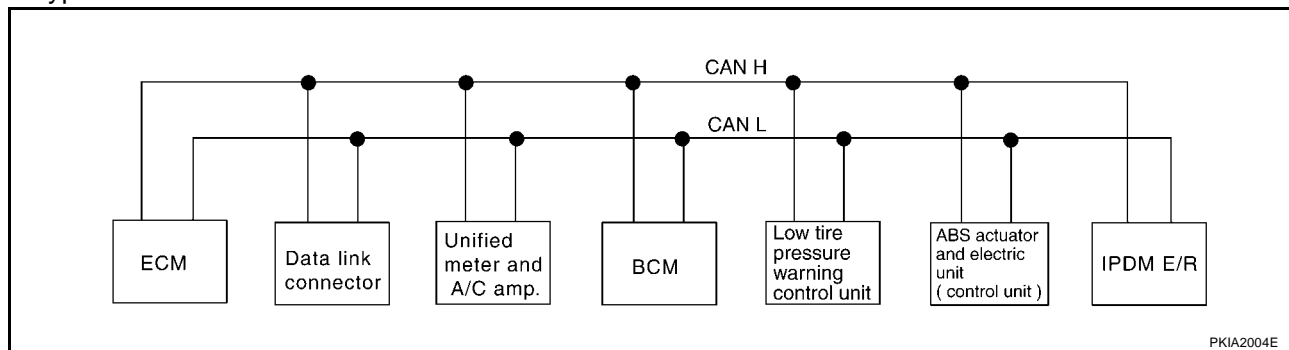 CAN H
CAN L
ECM
Data link
connector
Unified
meter and
A/C amp.
BCM
Low tire
pressure
warning
control unit
ABS actuator
and electric
unit
( control unit )
IPDM E/R
PKIA2004E